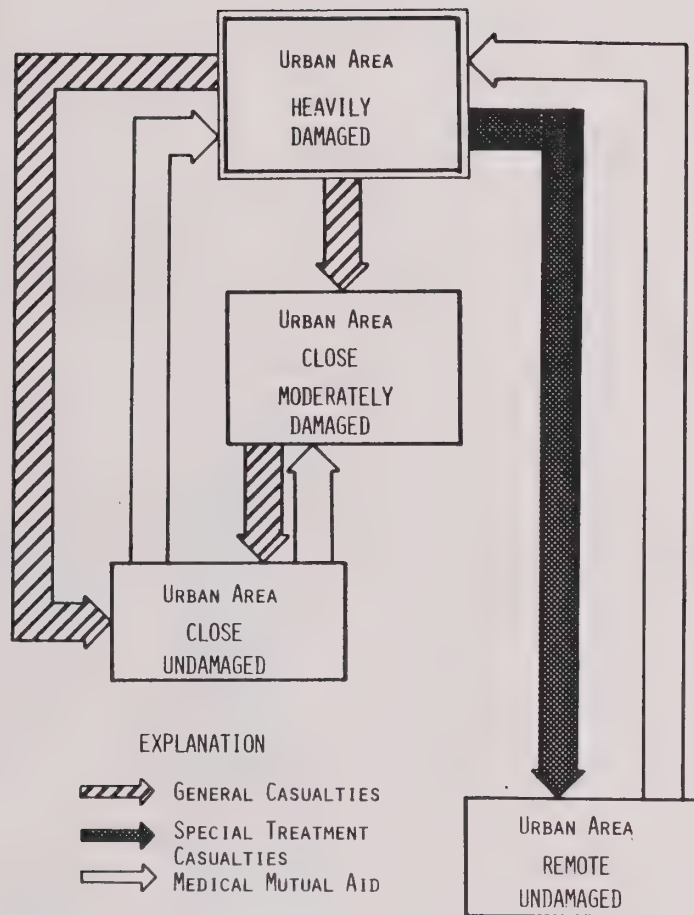 URBAN AREA
HEAVILY
DAMAGED
URBAN AREA
CLOSE
MODERATELY
DAMAGED
URBAN AREA
CLOSE
UNDAMAGED
EXPLANATION
GENERAL CASUALTIES
SPECIAL TREATMENT
CASUALTIES
MEDICAL MUTUAL AID
URBAN AREA
REMOTE
UNDAMAGED